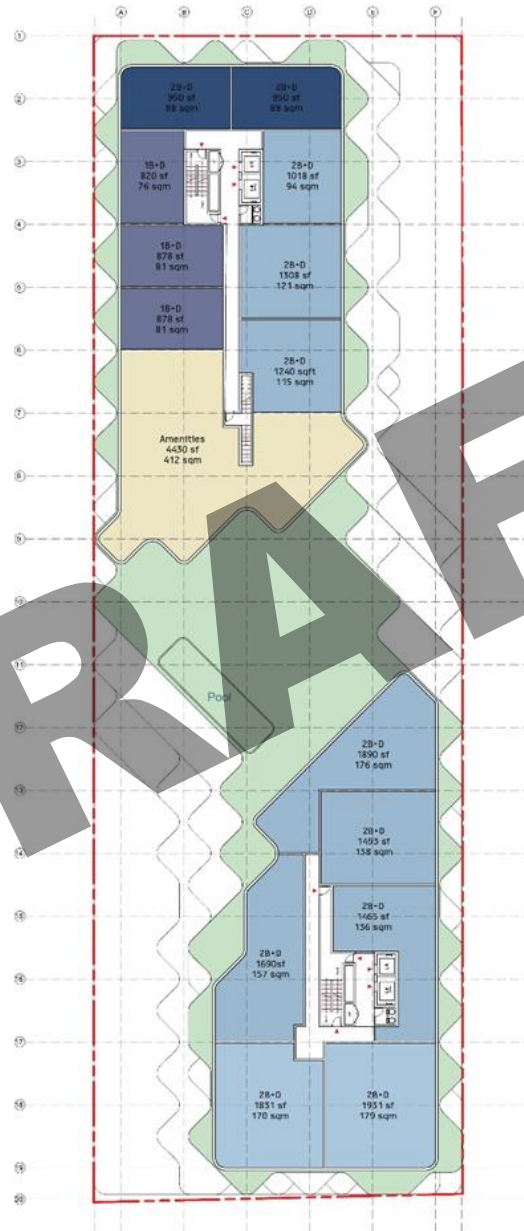 A B C D E F
1
2B+D
950 sf
88 sqm
2B+D
950 sf
88 sqm
2
3
1B+D
820 sf
76 sqm
2B+D
1018 sf
94 sqm
4
1B+D
878 sf
81 sqm
2B+D
1308 sf
121 sqm
5
1B+D
878 sf
81 sqm
6
2B+D
1240 sqft
115 sqm
7
Amenities
4430 sf
412 sqm
8
9
10
11
Pool
12
2B+D
1890 sf
176 sqm
13
2B+D
1493 sf
138 sqm
14
15
2B+D
1465 sf
136 sqm
2B+D
1690sf
157 sqm
16
17
2B+D
1831 sf
170 sqm
2B+D
1931 sf
179 sqm
18
19
20
RAF